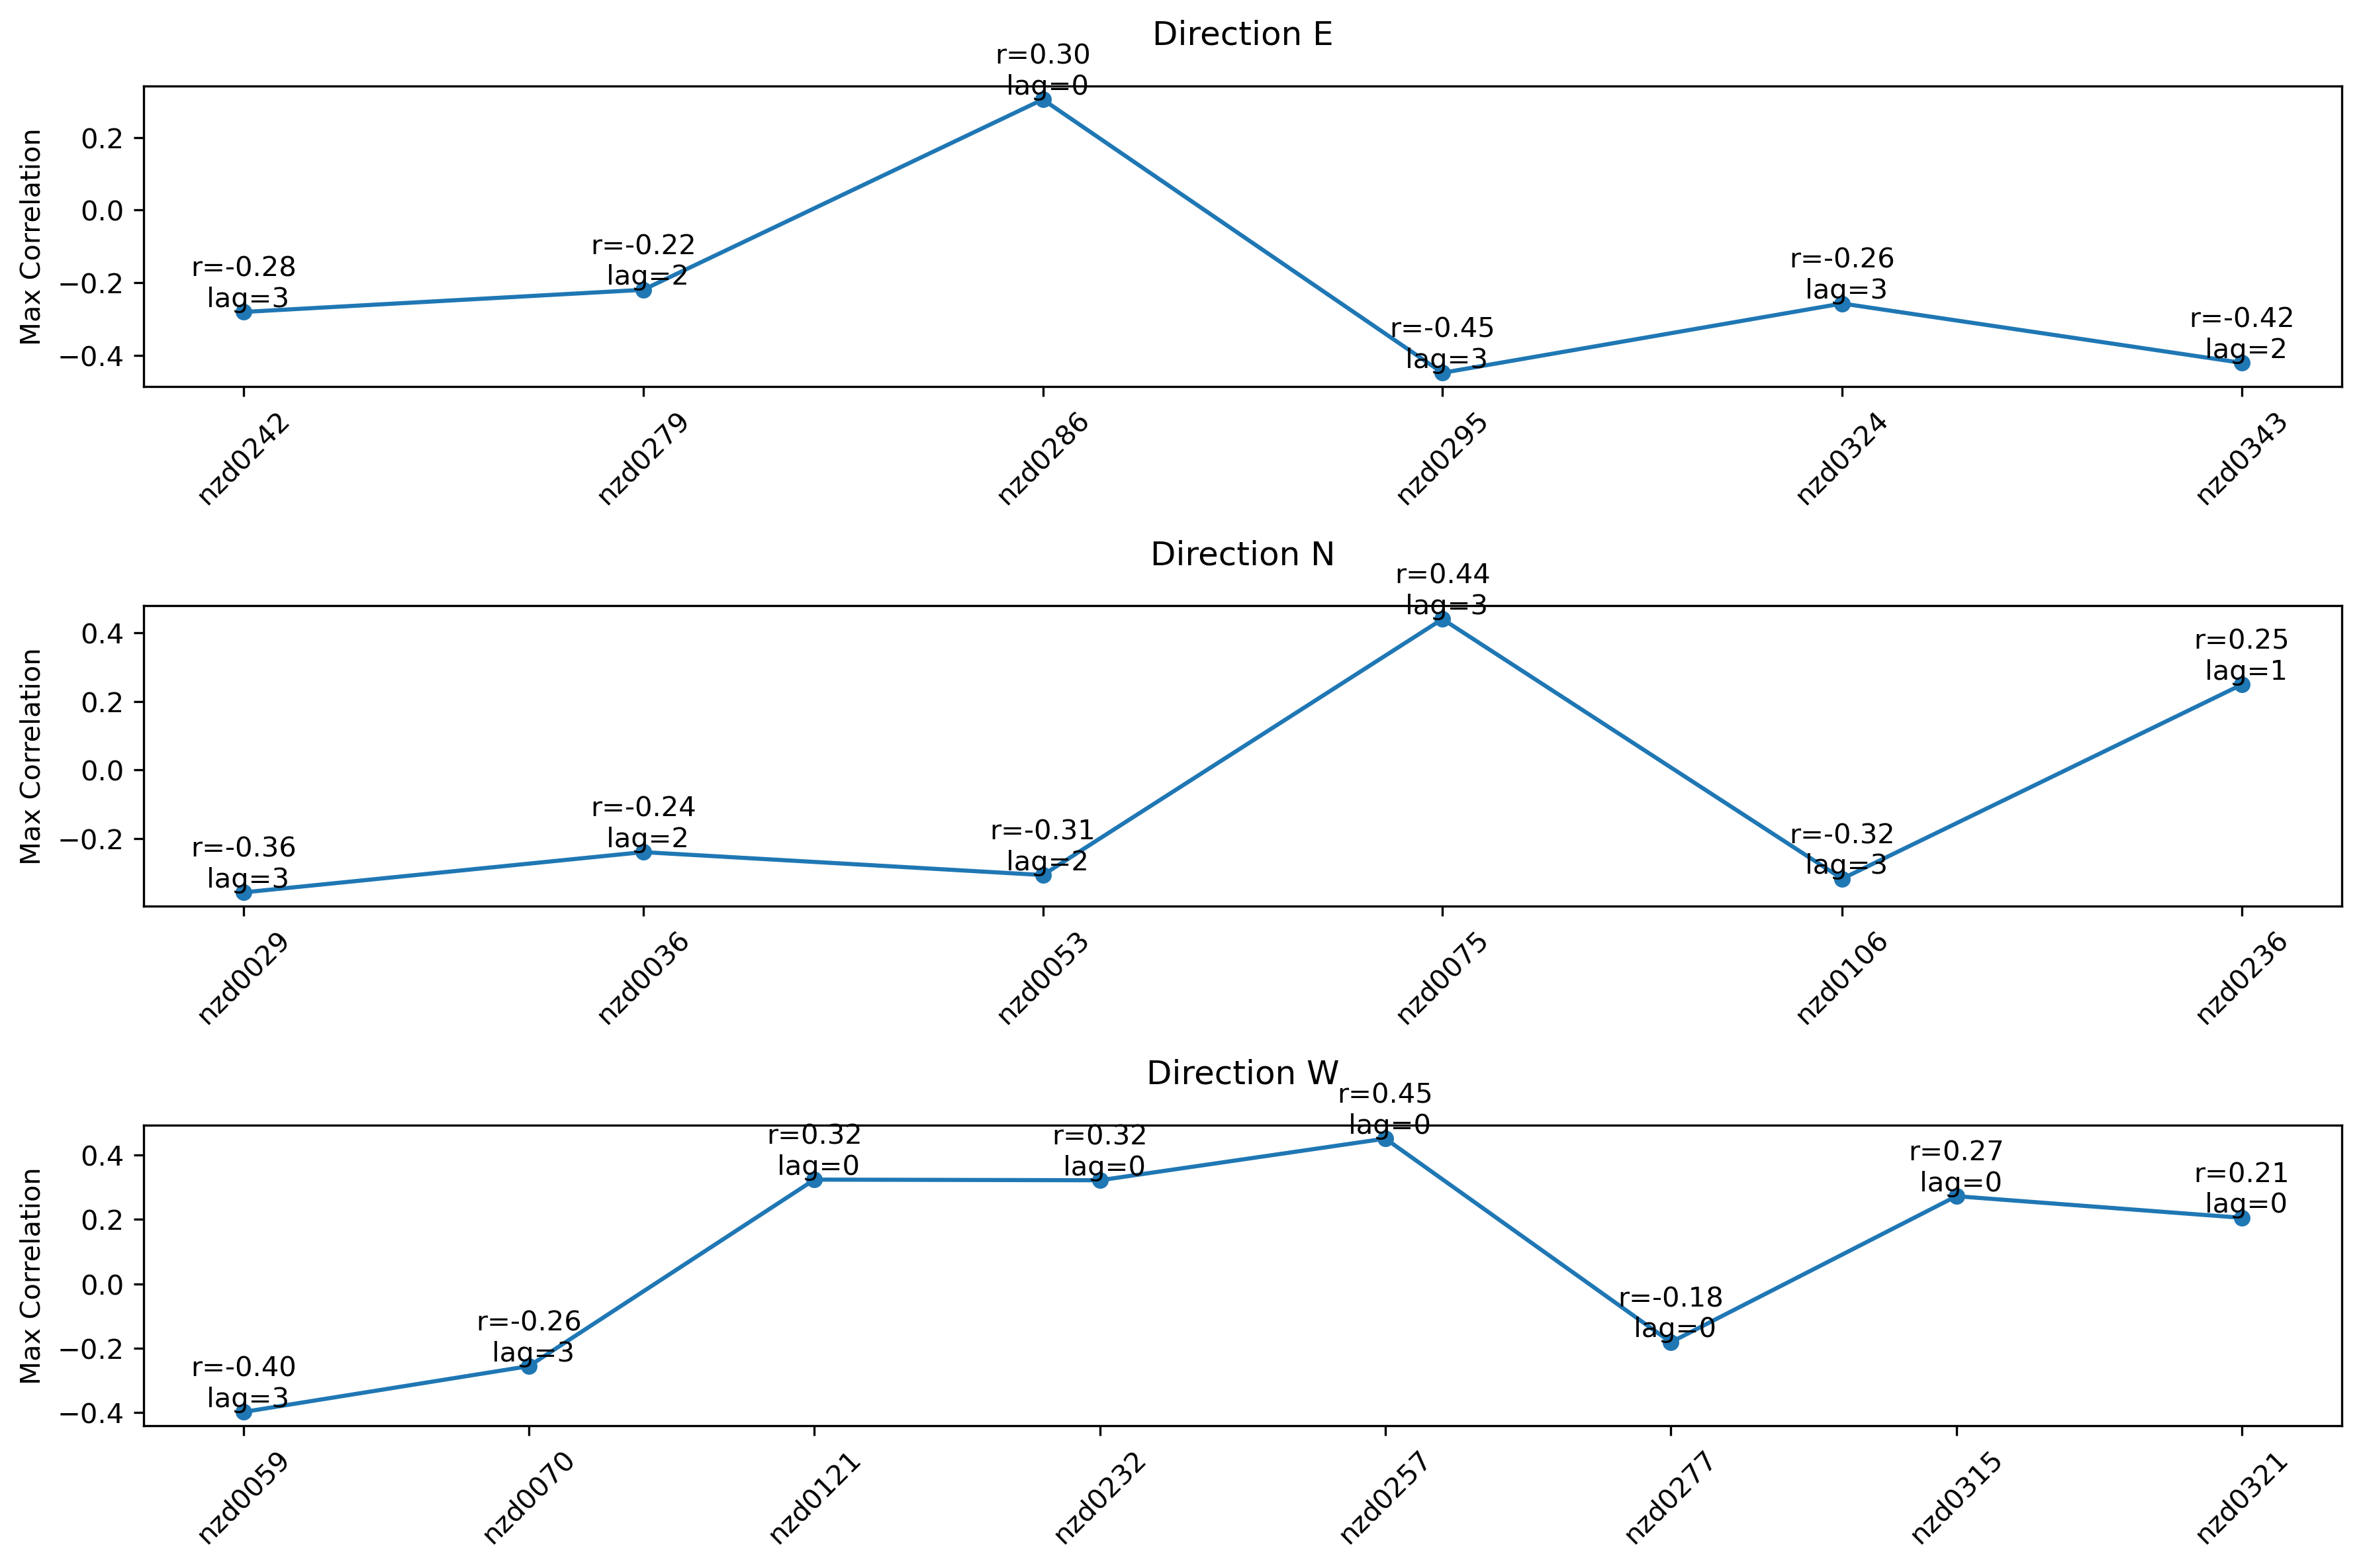 Direction E
r=0.30
lag=0
0.2
0.0
−0.2
−0.4
Max Correlation
r=-0.28
lag=3
r=-0.22
lag=2
r=-0.45
lag=3
r=-0.26
lag=3
r=-0.42
lag=2
nzd0242
nzd0279
nzd0286
nzd0295
nzd0324
nzd0343
Direction N
r=0.44
lag=3
0.4
0.2
0.0
−0.2
Max Correlation
r=-0.36
lag=3
r=-0.24
lag=2
r=-0.31
lag=2
r=-0.32
lag=3
r=0.25
lag=1
nzd0029
nzd0036
nzd0053
nzd0075
nzd0106
nzd0236
Direction W
r=0.45
lag=0
0.4
0.2
0.0
−0.2
−0.4
Max Correlation
r=-0.40
lag=3
r=-0.26
lag=3
r=0.32
lag=0
r=0.32
lag=0
r=-0.18
lag=0
r=0.27
lag=0
r=0.21
lag=0
nzd0059
nzd0070
nzd0121
nzd0232
nzd0257
nzd0277
nzd0315
nzd0321